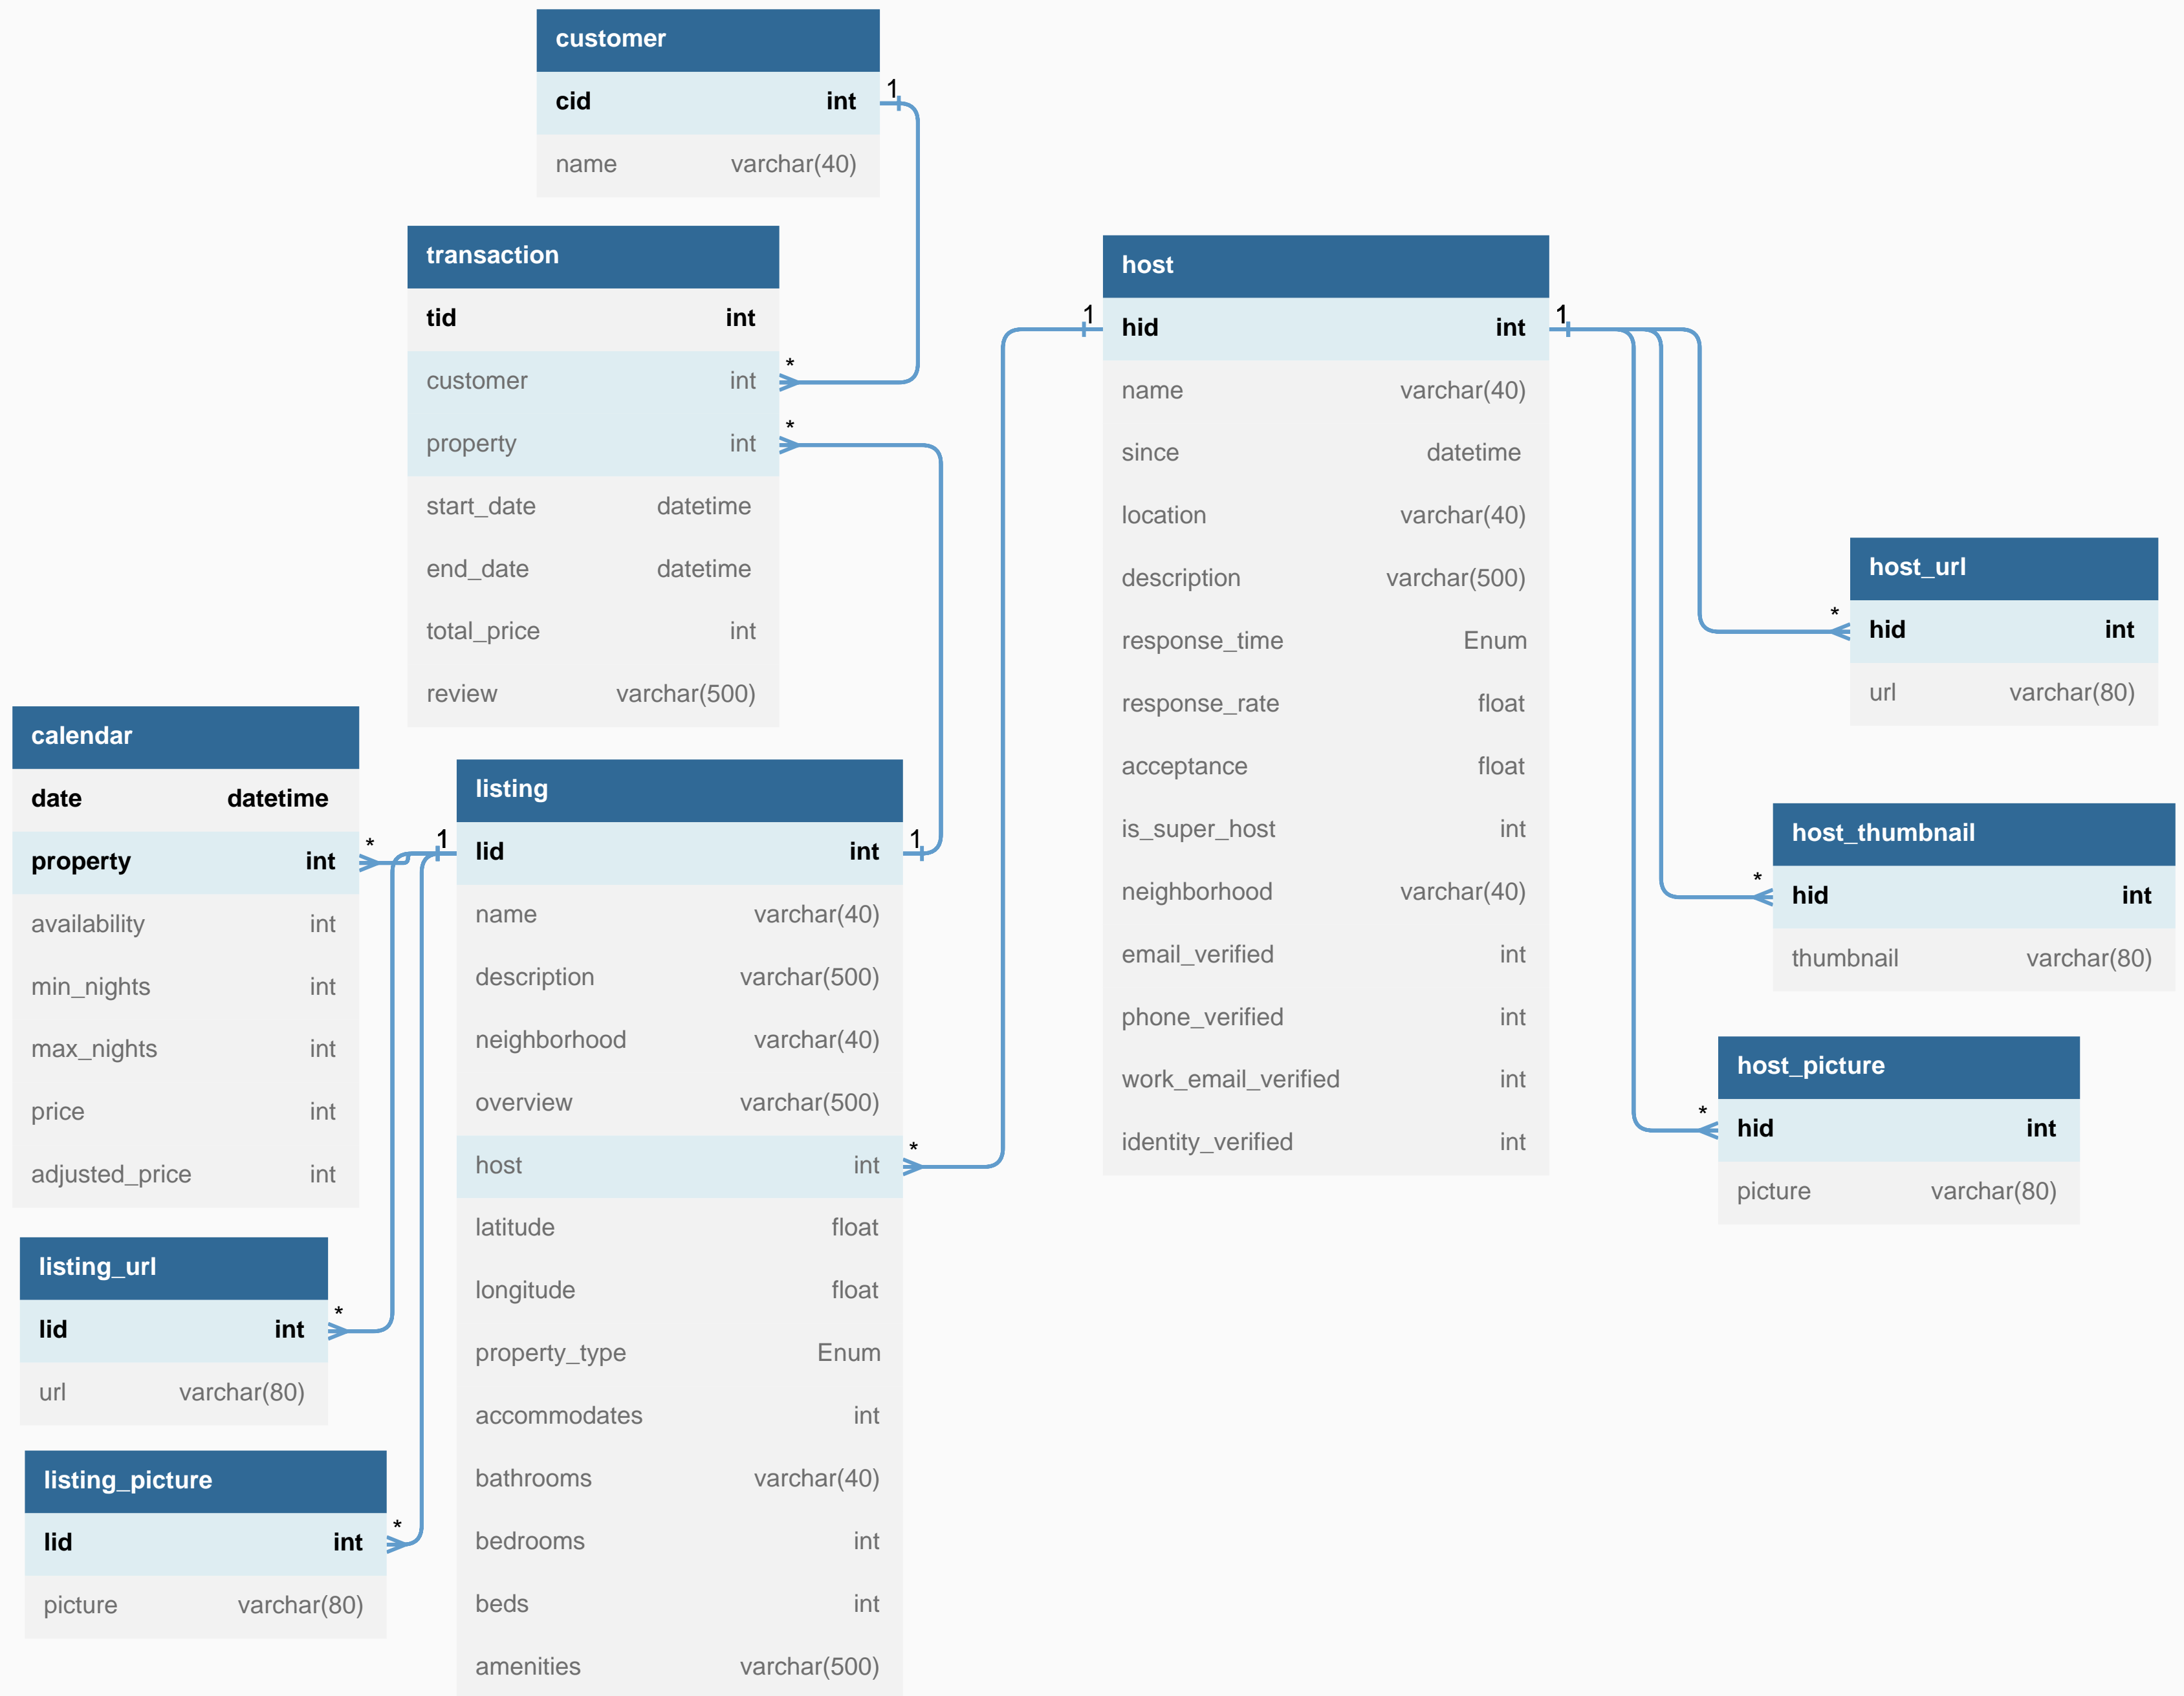 customer
cid int
name varchar(40)
transaction
tid int
customer int
property int
start_date datetime
end_date datetime
total_price int
review varchar(500)
host
hid int
name varchar(40)
since datetime
location varchar(40)
description varchar(500)
response_time Enum
response_rate float
acceptance float
is_super_host int
neighborhood varchar(40)
email_verified int
phone_verified int
work_email_verified int
identity_verified int
host_url
hid int
url varchar(80)
host_thumbnail
hid int
thumbnail varchar(80)
host_picture
hid int
picture varchar(80)
calendar
date datetime
property int
availability int
min_nights int
max_nights int
price int
adjusted_price int
listing
lid int
name varchar(40)
description varchar(500)
neighborhood varchar(40)
overview varchar(500)
host int
latitude float
longitude float
property_type Enum
accommodates int
bathrooms varchar(40)
bedrooms int
beds int
amenities varchar(500)
listing_url
lid int
url varchar(80)
listing_picture
lid int
picture varchar(80)
1
*
*
1
1
*
*
*
1
1
*
*
*
*